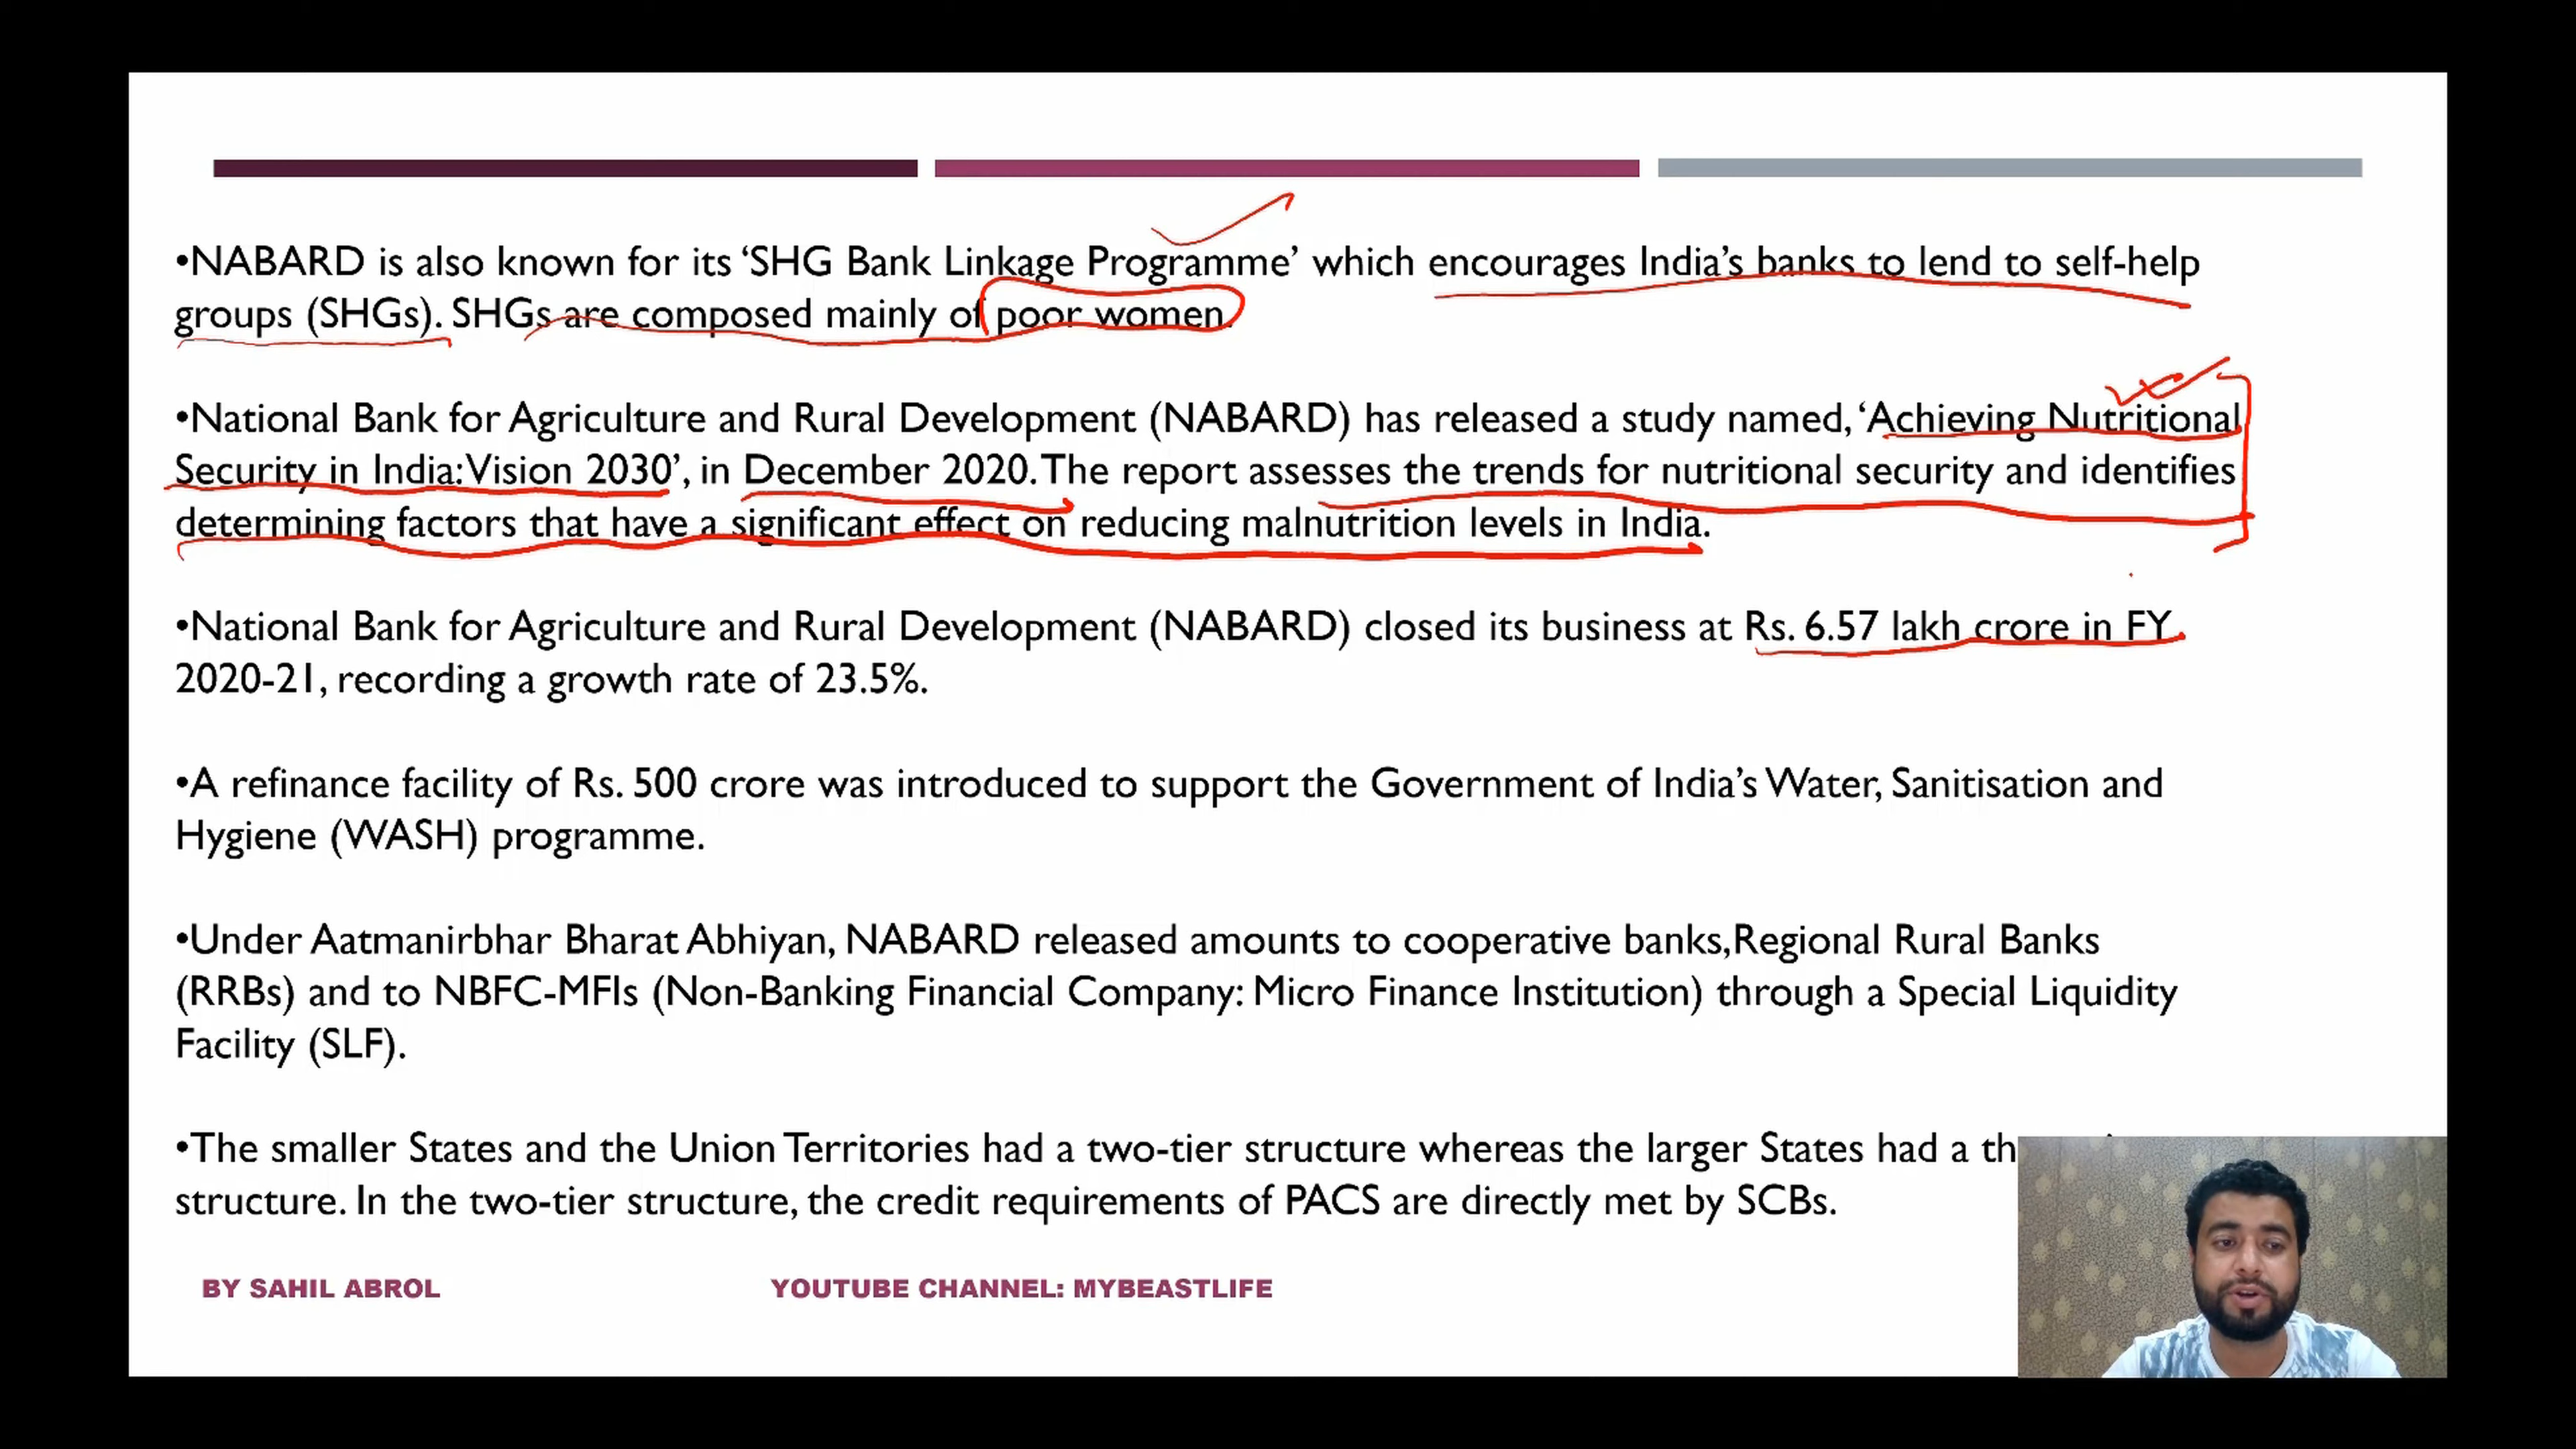 •NABARD is also known for its ‘SHG Bank Linkage Programme’ which encourages India’s banks to lend to self-help
groups (SHGs). SHGs are composed mainly of poor women.
•National Bank for Agriculture and Rural Development (NABARD) has released a study named, ‘Achieving Nutritional
Security in India: Vision 2030’, in December 2020. The report assesses the trends for nutritional security and identifies
determining factors that have a significant effect on reducing malnutrition levels in India.
•National Bank for Agriculture and Rural Development (NABARD) closed its business at Rs. 6.57 lakh crore in FY
2020-21, recording a growth rate of 23.5%.
•A refinance facility of Rs. 500 crore was introduced to support the Government of India’s Water, Sanitisation and
Hygiene (WASH) programme.
•Under Aatmanirbhar Bharat Abhiyan, NABARD released amounts to cooperative banks,Regional Rural Banks
(RRBs) and to NBFC-MFIs (Non-Banking Financial Company: Micro Finance Institution) through a Special Liquidity
Facility (SLF).
•The smaller States and the Union Territories had a two-tier structure whereas the larger States had a
structure. In the two-tier structure, the credit requirements of PACS are directly met by SCBs.
BY SAHIL ABROL YOUTUBE CHANNEL: MYBEASTLIFE